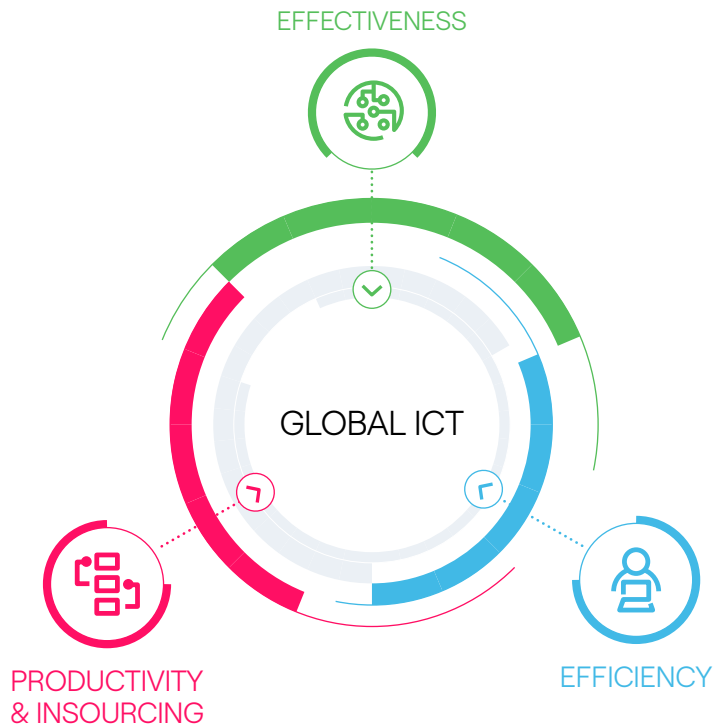 EFFECTIVENESS
GLOBAL ICT
PRODUCTIVITY
& INSOURCING
EFFICIENCY